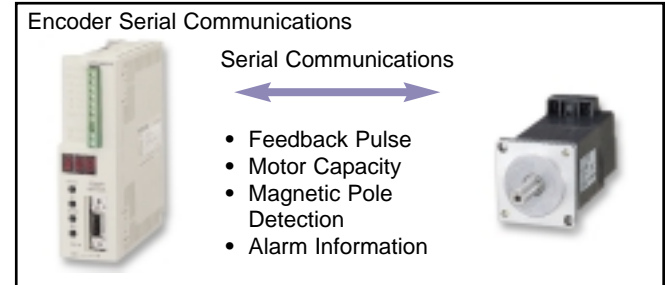 Encoder Serial Communications
Serial Communications
• Feedback Pulse
• Motor Capacity
• Magnetic Pole
Detection
• Alarm Information